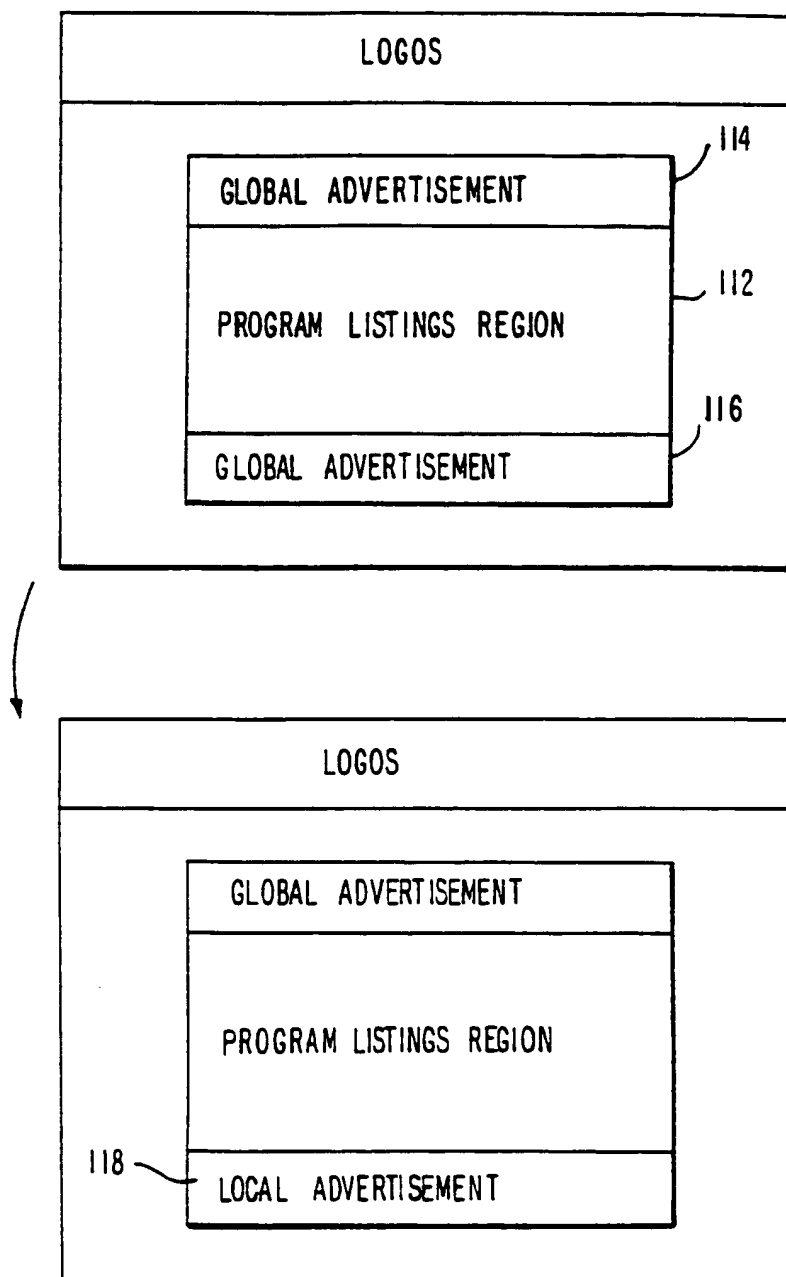 LOGOS
114
GLOBAL ADVERTISEMENT
112
PROGRAM LISTINGS REGION
116
GLOBAL ADVERTISEMENT
LOGOS
GLOBAL ADVERTISEMENT
PROGRAM LISTINGS REGION
118
LOCAL ADVERTISEMENT